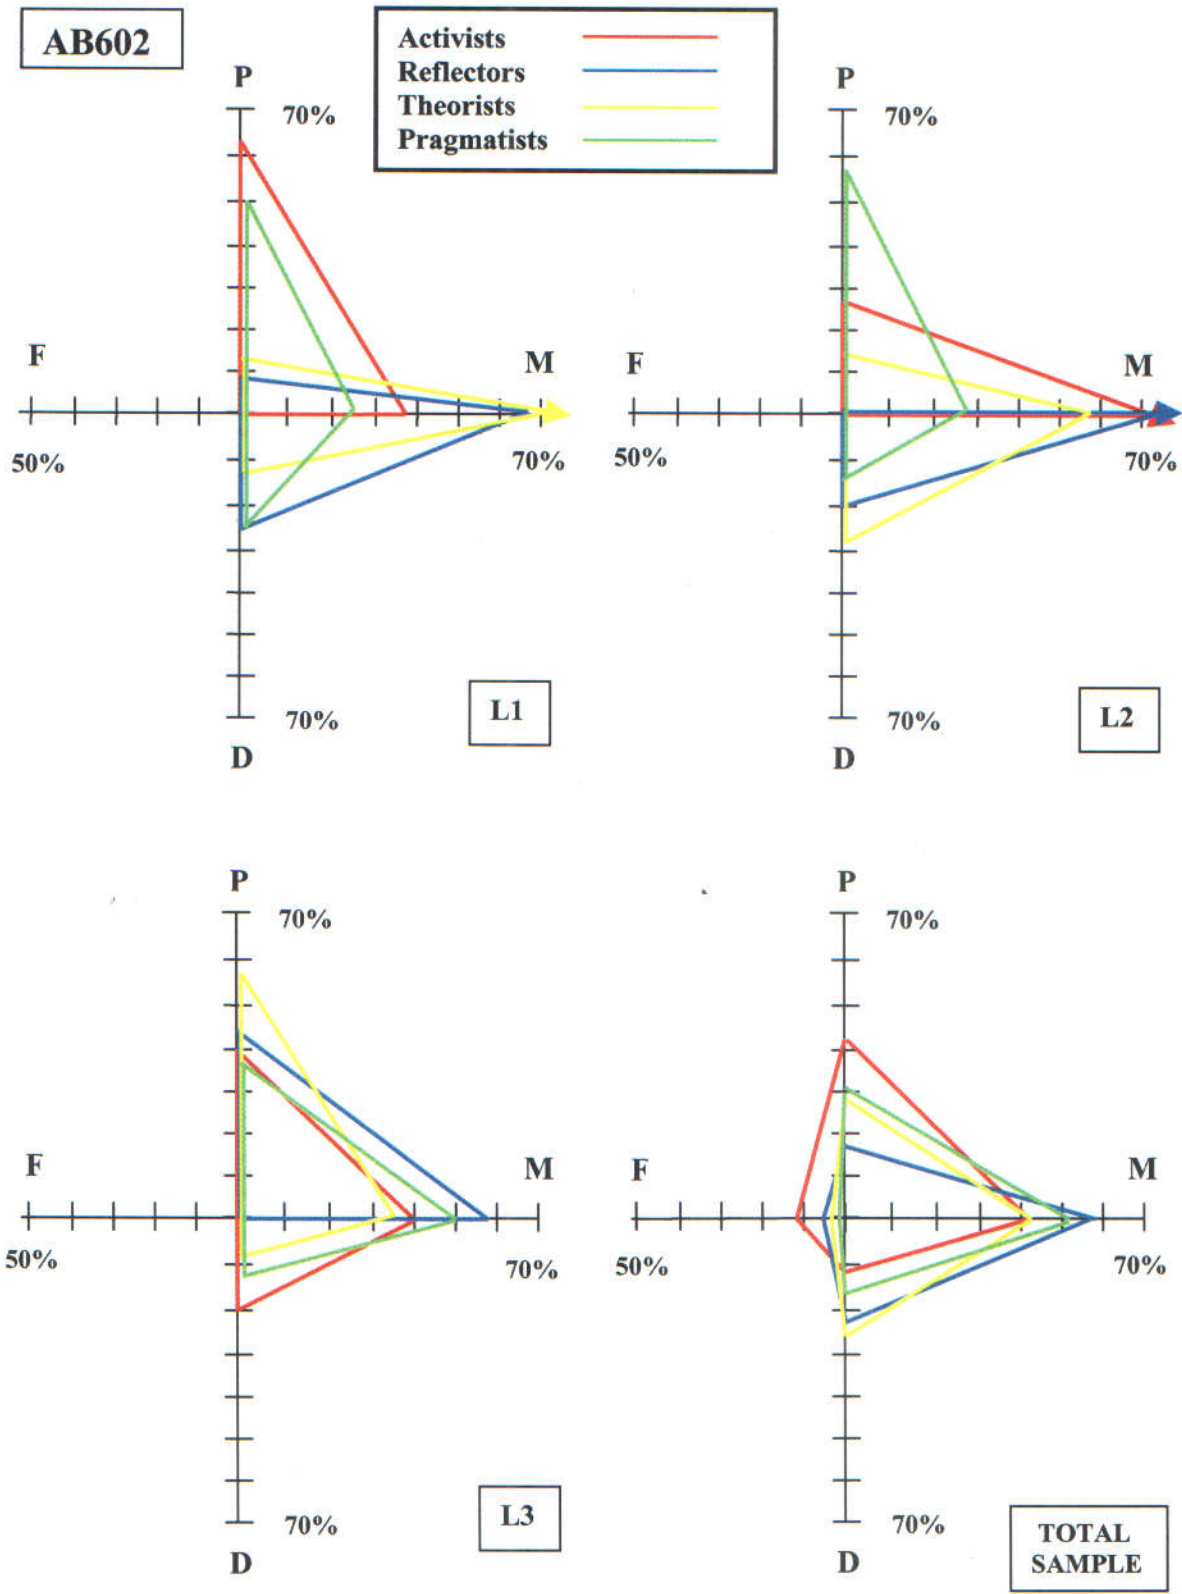 AB602
Activists
Reflectors
Theorists
Pragmatists
P
70%
F
M
50%
70%
70%
D
L1
P
70%
F
M
50%
70%
70%
D
L2
P
70%
F
M
50%
70%
70%
D
L3
P
70%
F
M
50%
70%
70%
D
TOTAL
SAMPLE